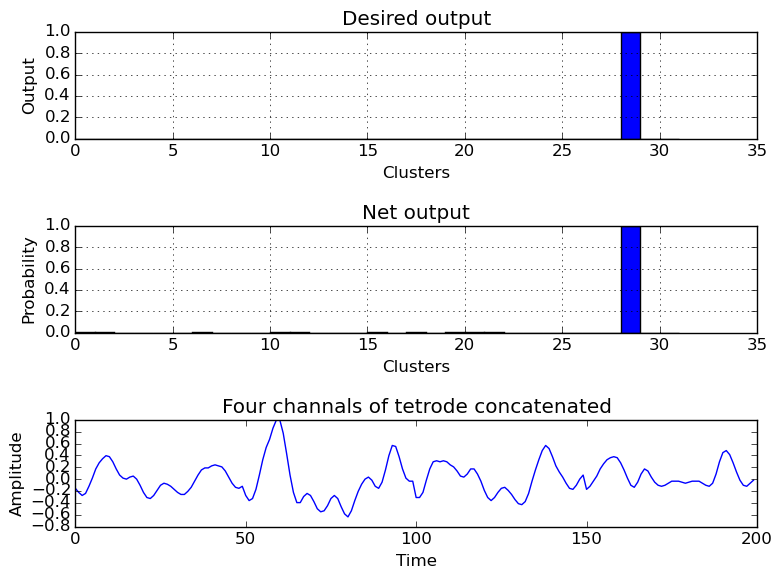 Desired output
1.0
0.8
0.6
0.4
0.2
0.0
Output
0 5 10 15 20 25 30 35
Clusters
Net output
1.0
0.8
0.6
0.4
0.2
0.0
Probability
0 5 10 15 20 25 30 35
Clusters
Four channals of tetrode concatenated
1.0
0.8
0.6
0.4
0.2
0.0
−0.2
−0.4
−0.6
−0.8
Amplitude
0 50 100 150 200
Time